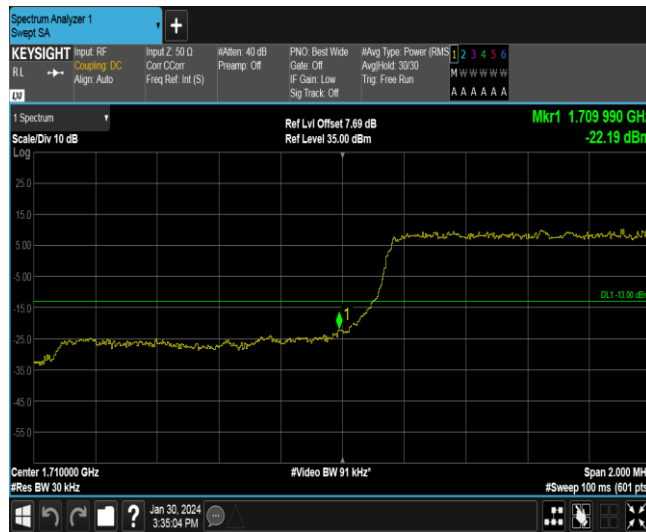 Spectrum Analyzer 1
Swept SA
+
KEYSIGHT
RL
LXI
Input: RF
Coupling: DC
Align: Auto
Input Z: 50 Ω
Corr CCorr
Freq Ref: Int (S)
#Atten: 40 dB
Preamp: Off
PNO: Best Wide
Gate: Off
IF Gain: Low
Sig Track: Off
#Avg Type: Power (RMS
Avg|Hold: 30/30
Trig: Free Run
1 2 3 4 5 6
M W W W W W
A A A A A A
1 Spectrum
Scale/Div 10 dB
Log
Ref Lvl Offset 7.69 dB
Ref Level 35.00 dBm
Mkr1 1.709 990 GHz
-22.19 dBm
25.0
15.0
5.00
-5.00
DL1 -13.00 dBm
1
-15.0
-25.0
-35.0
-45.0
-55.0
Center 1.710000 GHz
#Res BW 30 kHz
#Video BW 91 kHz*
Span 2.000 MHz
#Sweep 100 ms (601 pts)
?
Jan 30, 2024
3:35:04 PM